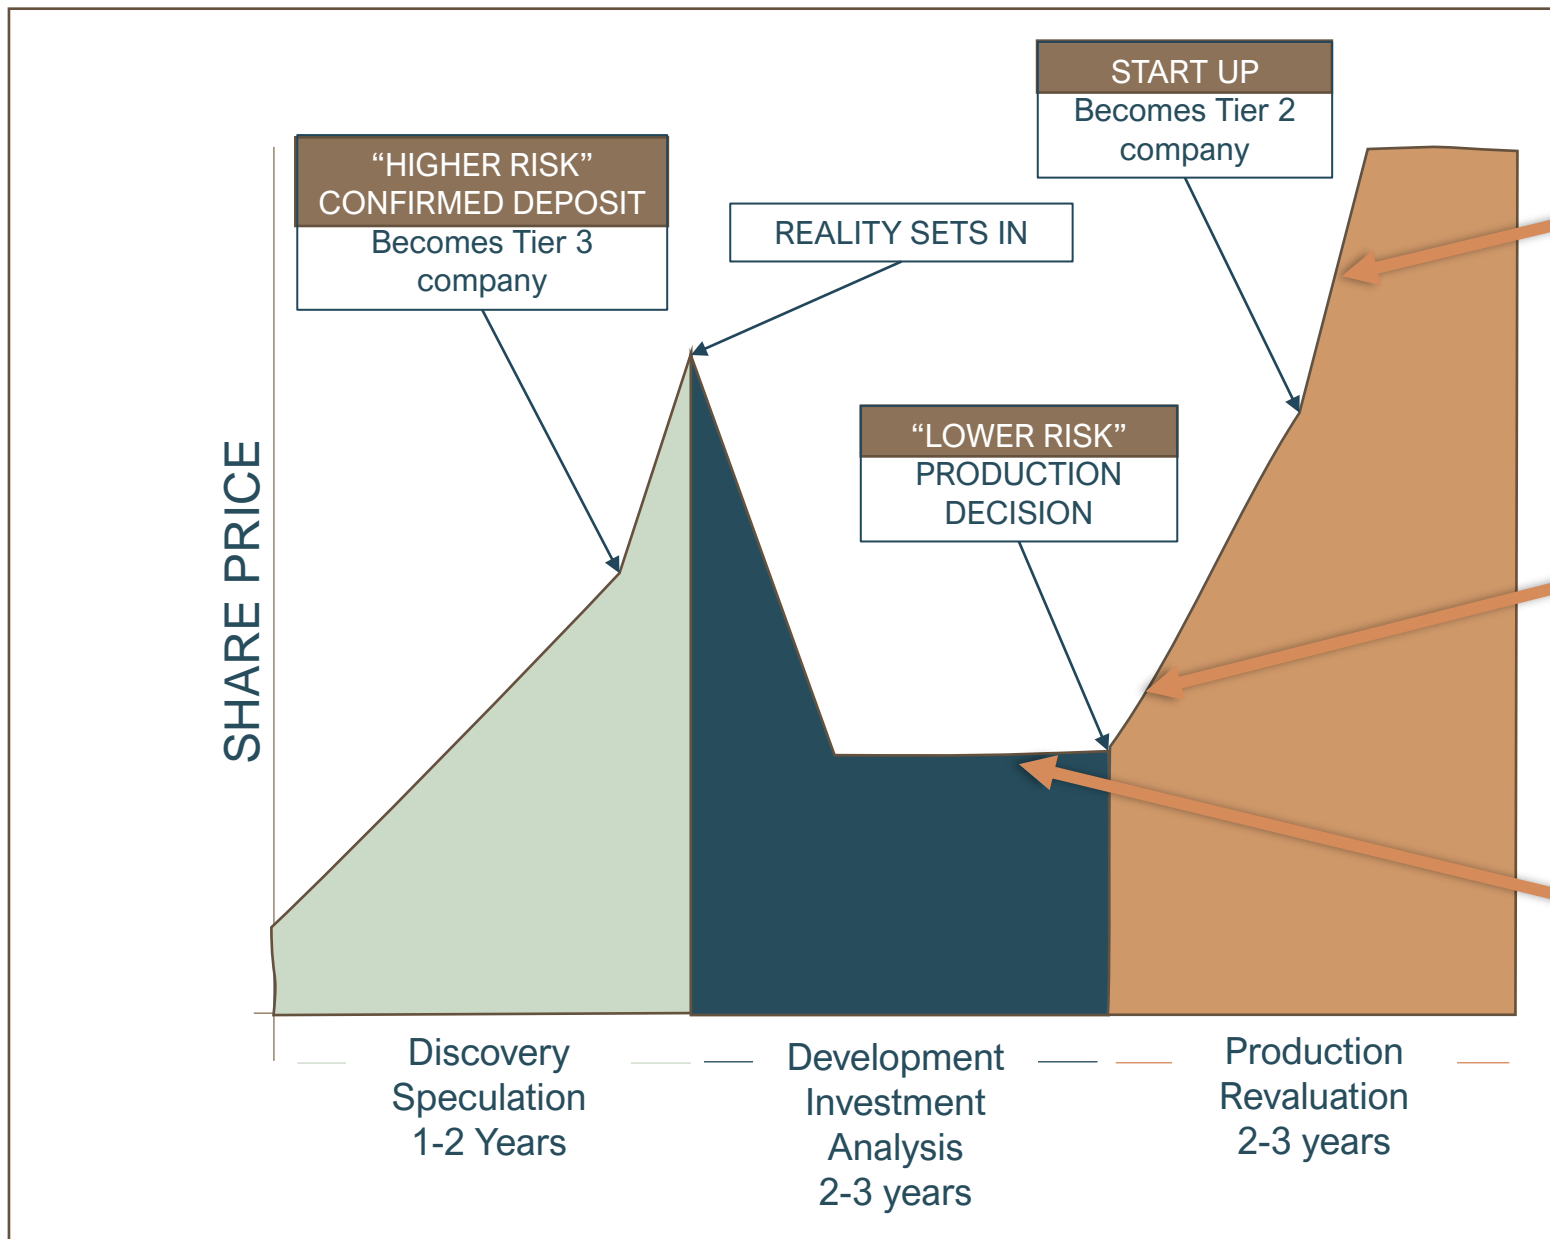 START UP
Becomes Tier 2
company
“HIGHER RISK”
CONFIRMED DEPOSIT
Becomes Tier 3
company
REALITY SETS IN
“LOWER RISK”
PRODUCTION
DECISION
SHARE PRICE
Discovery
Speculation
1-2 Years
Development
Investment
Analysis
2-3 years
Production
Revaluation
2-3 years